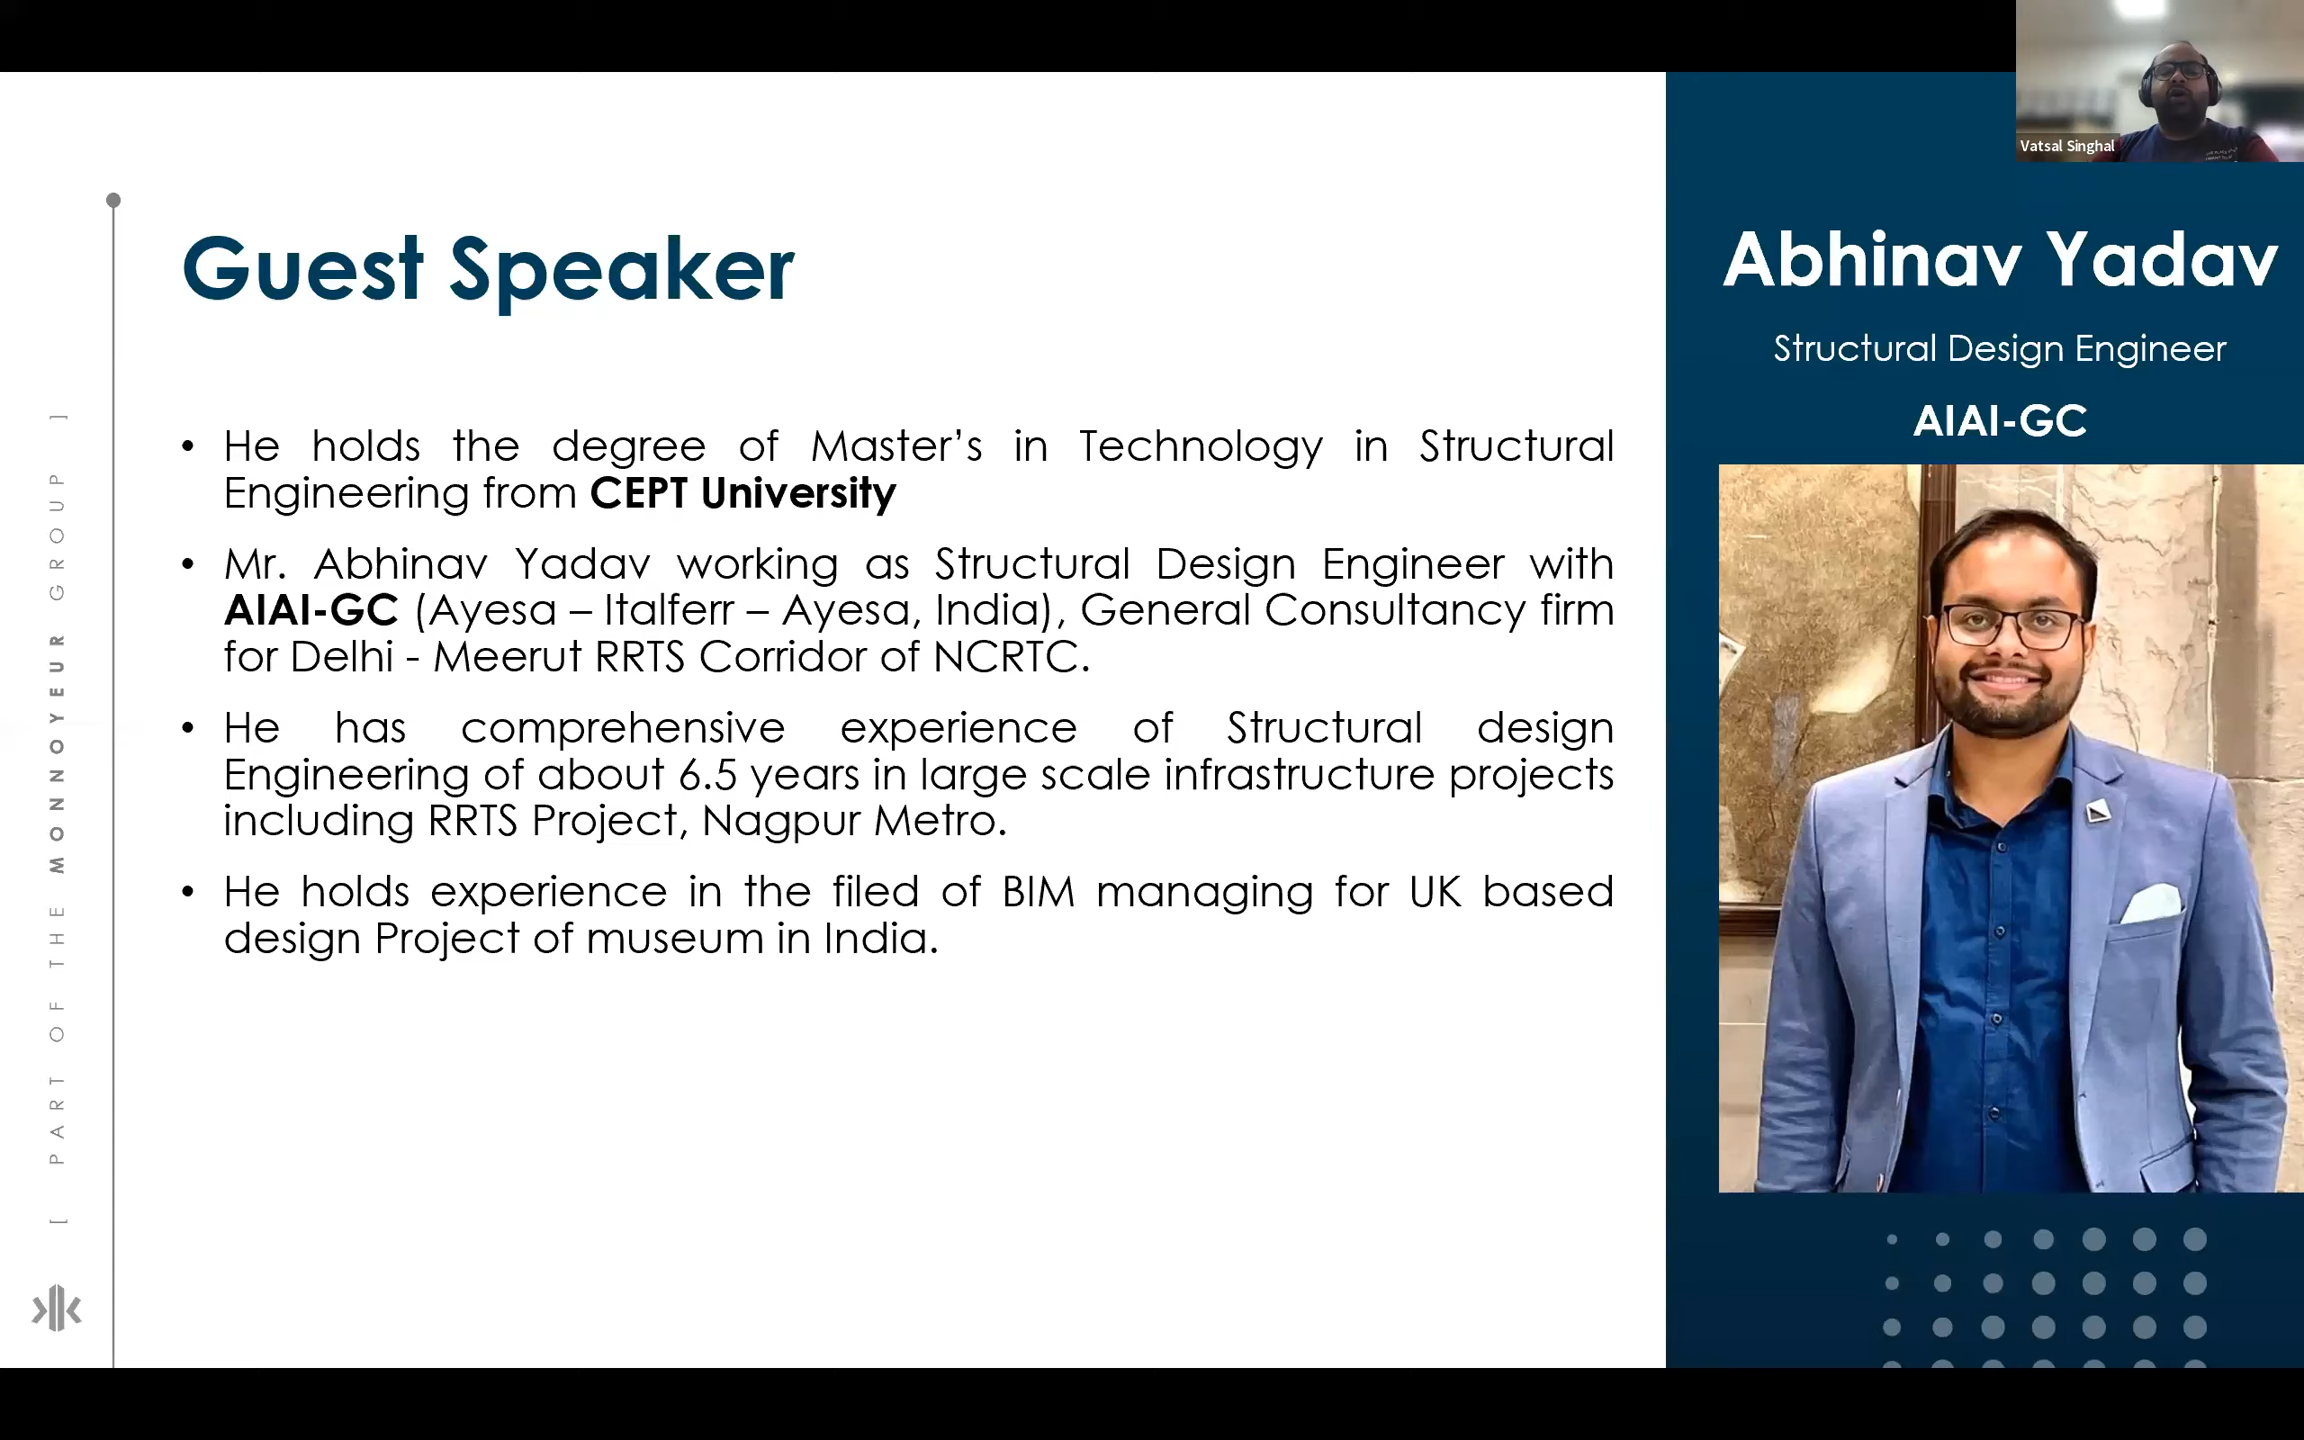 Vatsal Singhal
Guest Speaker
• He holds the degree of Master’s in Technology in Structural
Engineering from CEPT University
• Mr. Abhinav Yadav working as Structural Design Engineer with
AIAI-GC (Ayesa – Italferr – Ayesa, India), General Consultancy firm
for Delhi - Meerut RRTS Corridor of NCRTC.
• He has comprehensive experience of Structural design
Engineering of about 6.5 years in large scale infrastructure projects
including RRTS Project, Nagpur Metro.
• He holds experience in the filed of BIM managing for UK based
design Project of museum in India.
Abhinav Yadav
Structural Design Engineer
AIAI-GC
[ PART OF THE MONNOYEUR GROUP ]